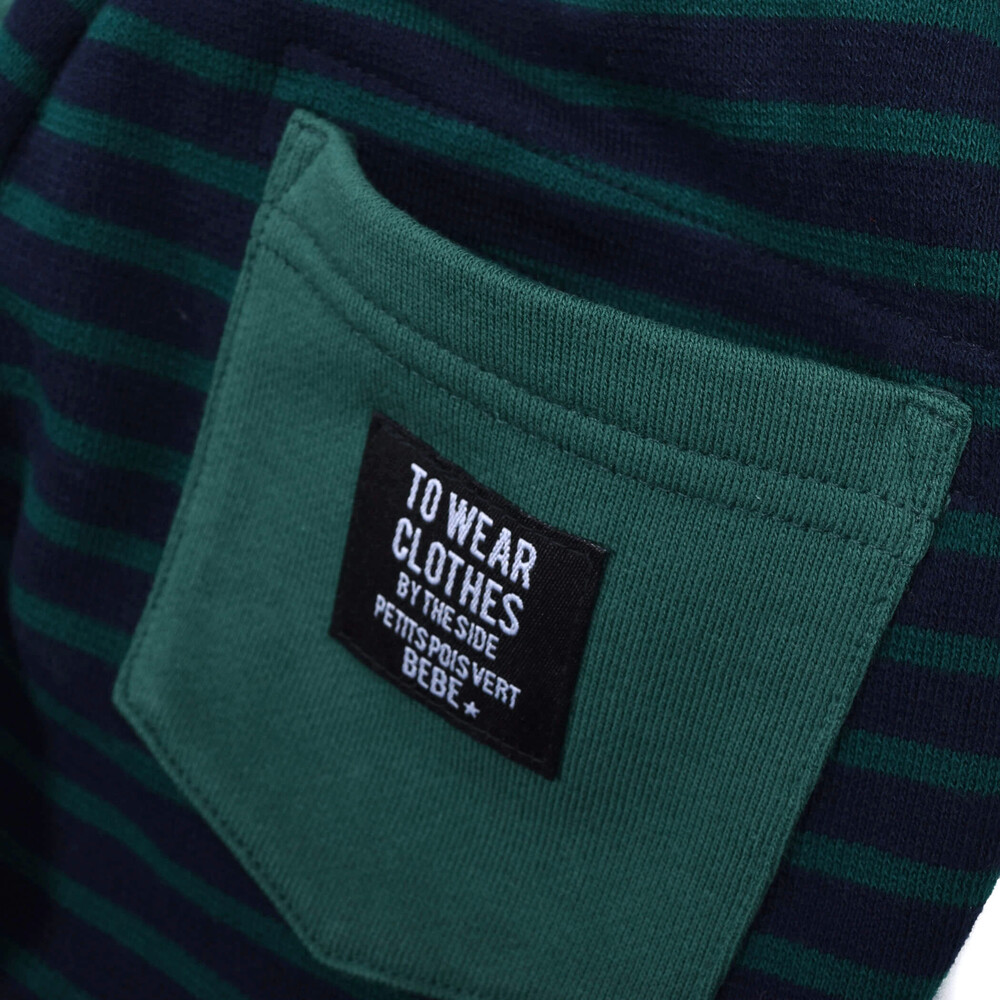 TO WEAR
CLOTHES
BY THE SIDE
PETITS POIS VERT
BEBE★